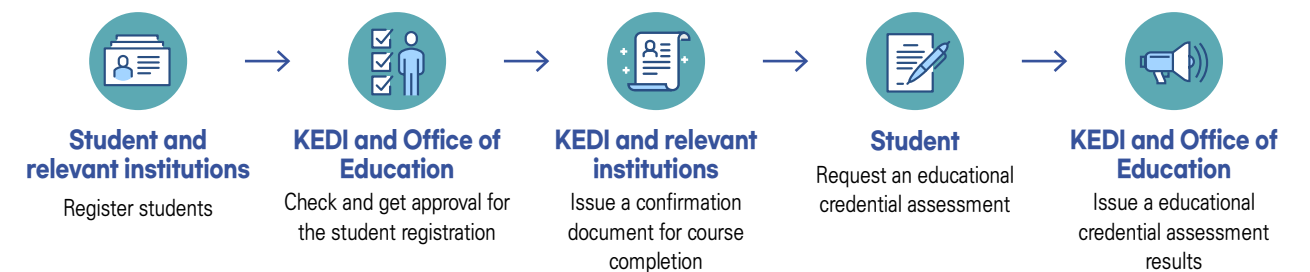 Student and
relevant institutions
Register students
KEDI and Office of
Education
Check and get approval for
the student registration
KEDI and relevant
institutions
Issue a confirmation
document for course
completion
Student
Request an educational
credential assessment
KEDI and Office of
Education
Issue a educational
credential assessment
results